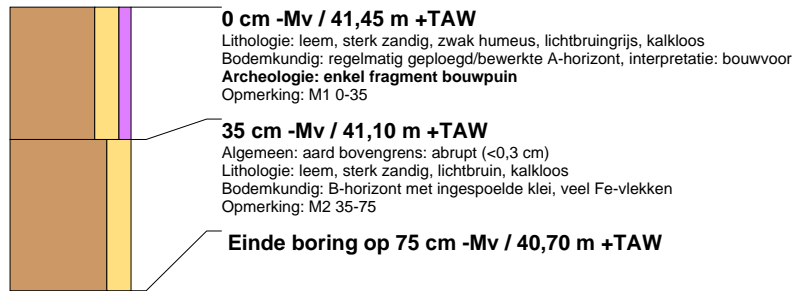 0 cm -Mv / 41,45 m +TAW
Lithologie: leem, sterk zandig, zwak humeus, lichtbruingrijs, kalkloos
Bodemkundig: regelmatig geploegd/bewerkte A-horizont, interpretatie: bouwvoor
Archeologie: enkel fragment bouwpuin
Opmerking: M1 0-35
35 cm -Mv / 41,10 m +TAW
Algemeen: aard bovengrens: abrupt (<0,3 cm)
Lithologie: leem, sterk zandig, lichtbruin, kalkloos
Bodemkundig: B-horizont met ingespoelde klei, veel Fe-vlekken
Opmerking: M2 35-75
Einde boring op 75 cm -Mv / 40,70 m +TAW